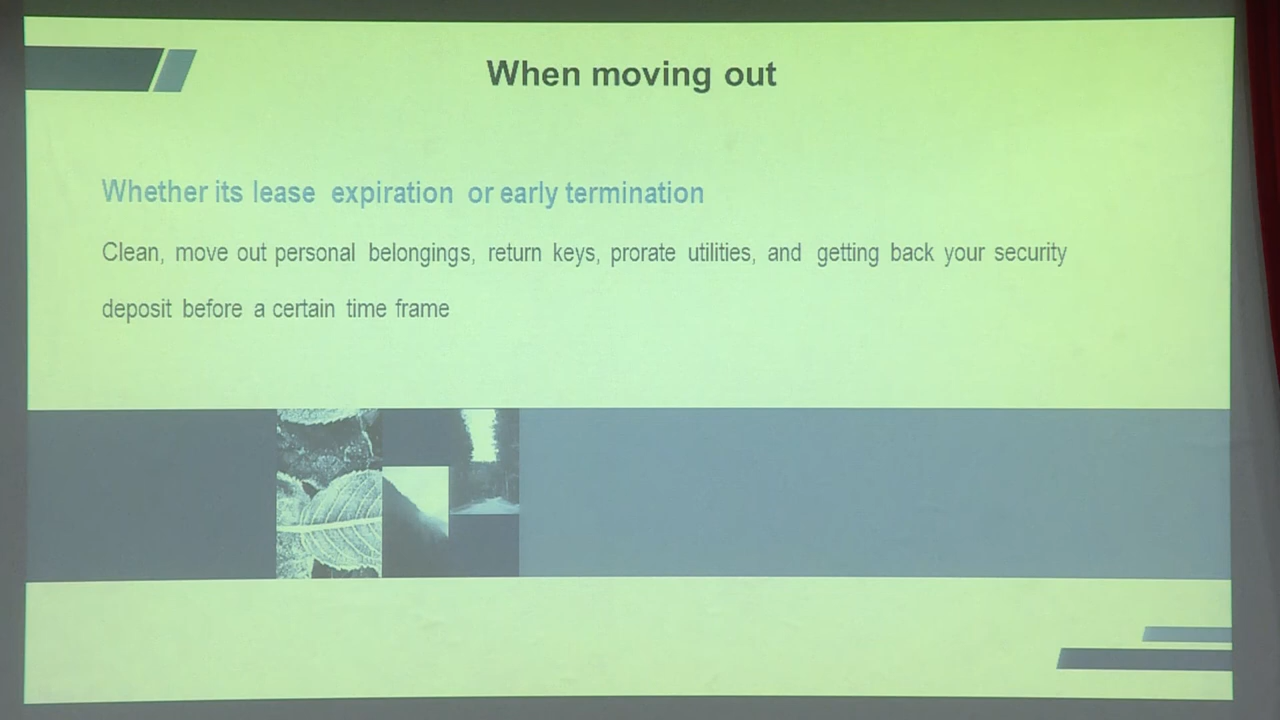 When moving out
Whether its lease expiration or early termination
Clean, move out personal belongings, return keys, prorate utilities, and getting back your security
deposit before a certain time frame